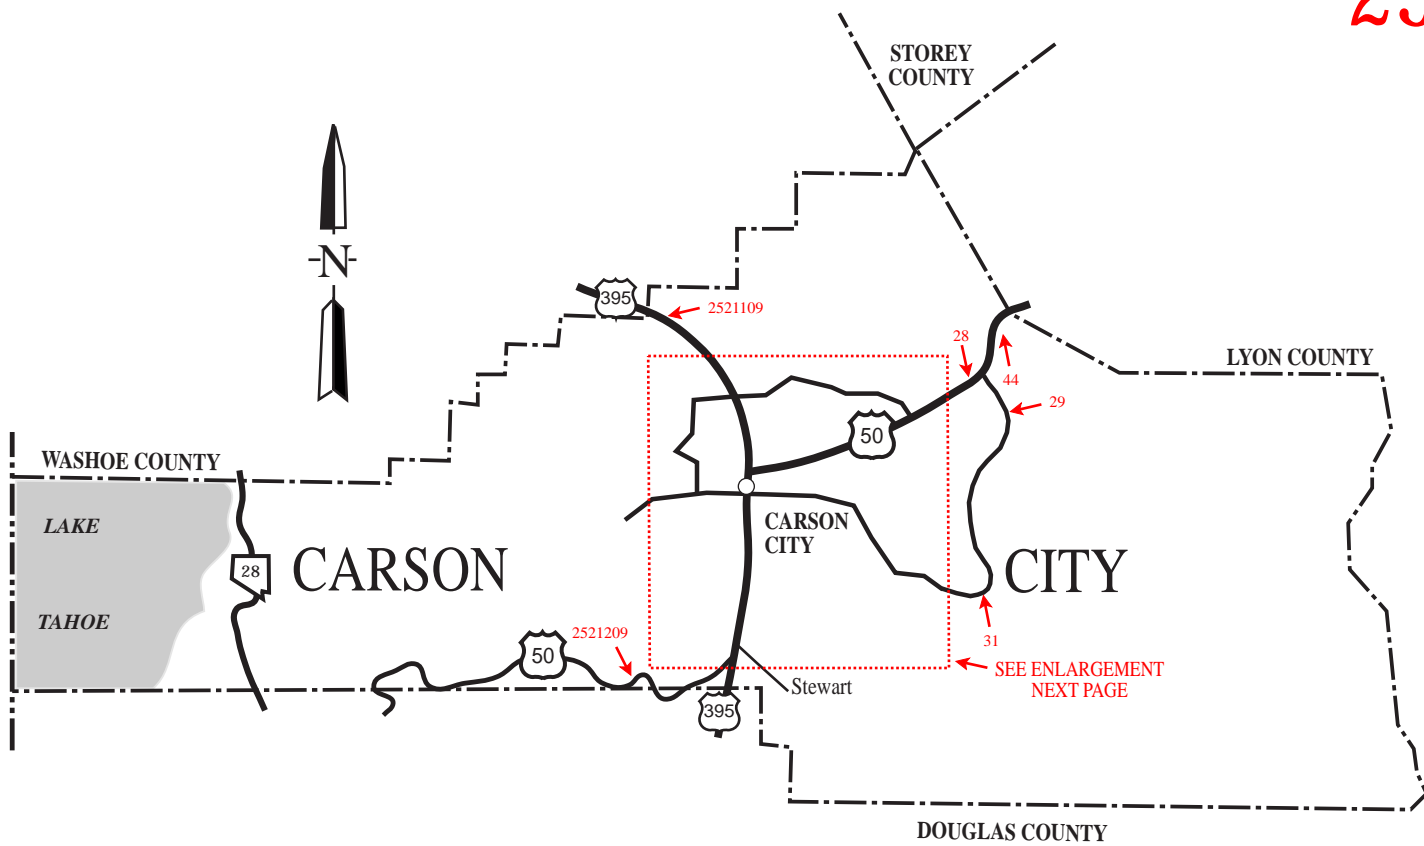 STOREY
COUNTY
N
395
2521109
28
44
LYON COUNTY
29
50
WASHOE COUNTY
LAKE
TAHOE
28
CARSON
CARSON
CITY
CITY
31
2521209
50
SEE ENLARGEMENT
NEXT PAGE
Stewart
395
DOUGLAS COUNTY